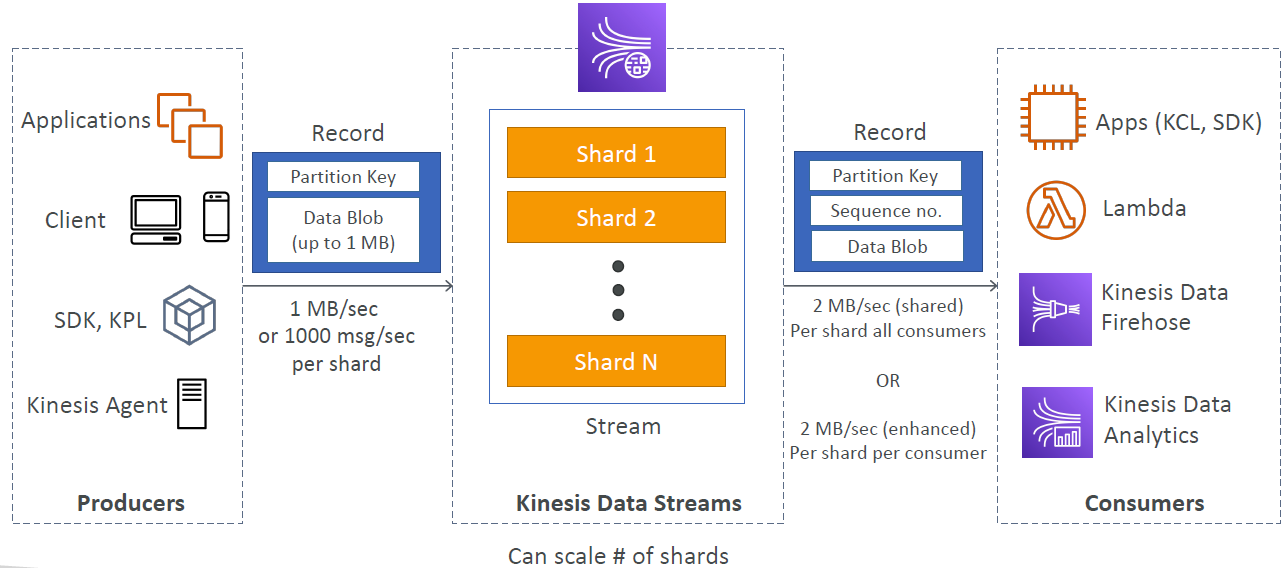 Applications
Client
SDK, KPL
Kinesis Agent
Producers
Record
Partition Key
Data Blob
(up to 1 MB)
1 MB/sec
or 1000 msg/sec
per shard
Shard 1
Shard 2
Shard N
Stream
Kinesis Data Streams
Can scale # of shards
Record
Partition Key
Sequence no.
Data Blob
2 MB/sec (shared)
Per shard all consumers
OR
2 MB/sec (enhanced)
Per shard per consumer
Apps (KCL, SDK)
Lambda
Kinesis Data
Firehose
Kinesis Data
Analytics
Consumers